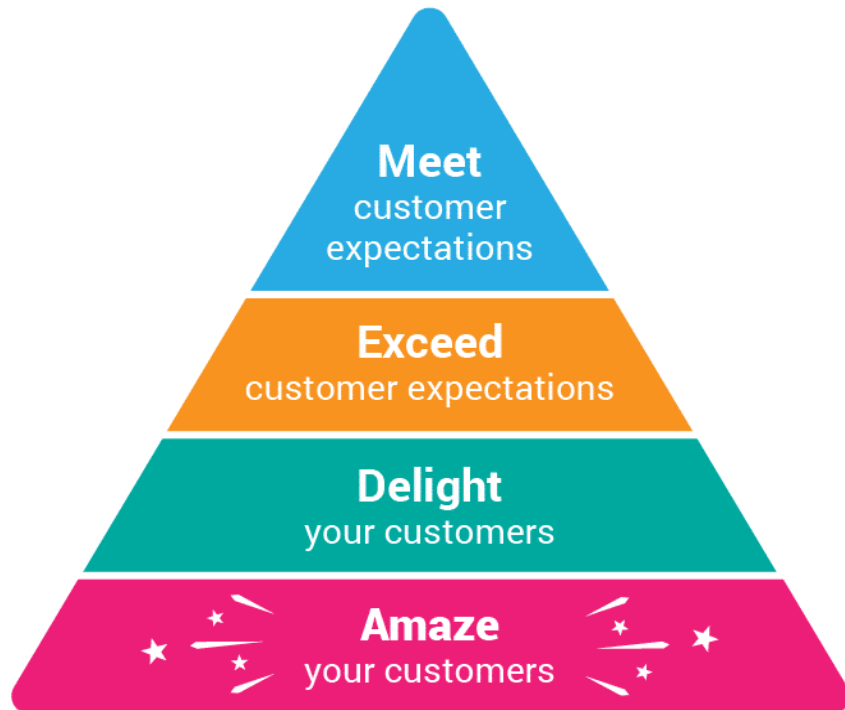 Meet
customer
expectations
Exceed
customer expectations
Delight
your customers
Amaze
your customers